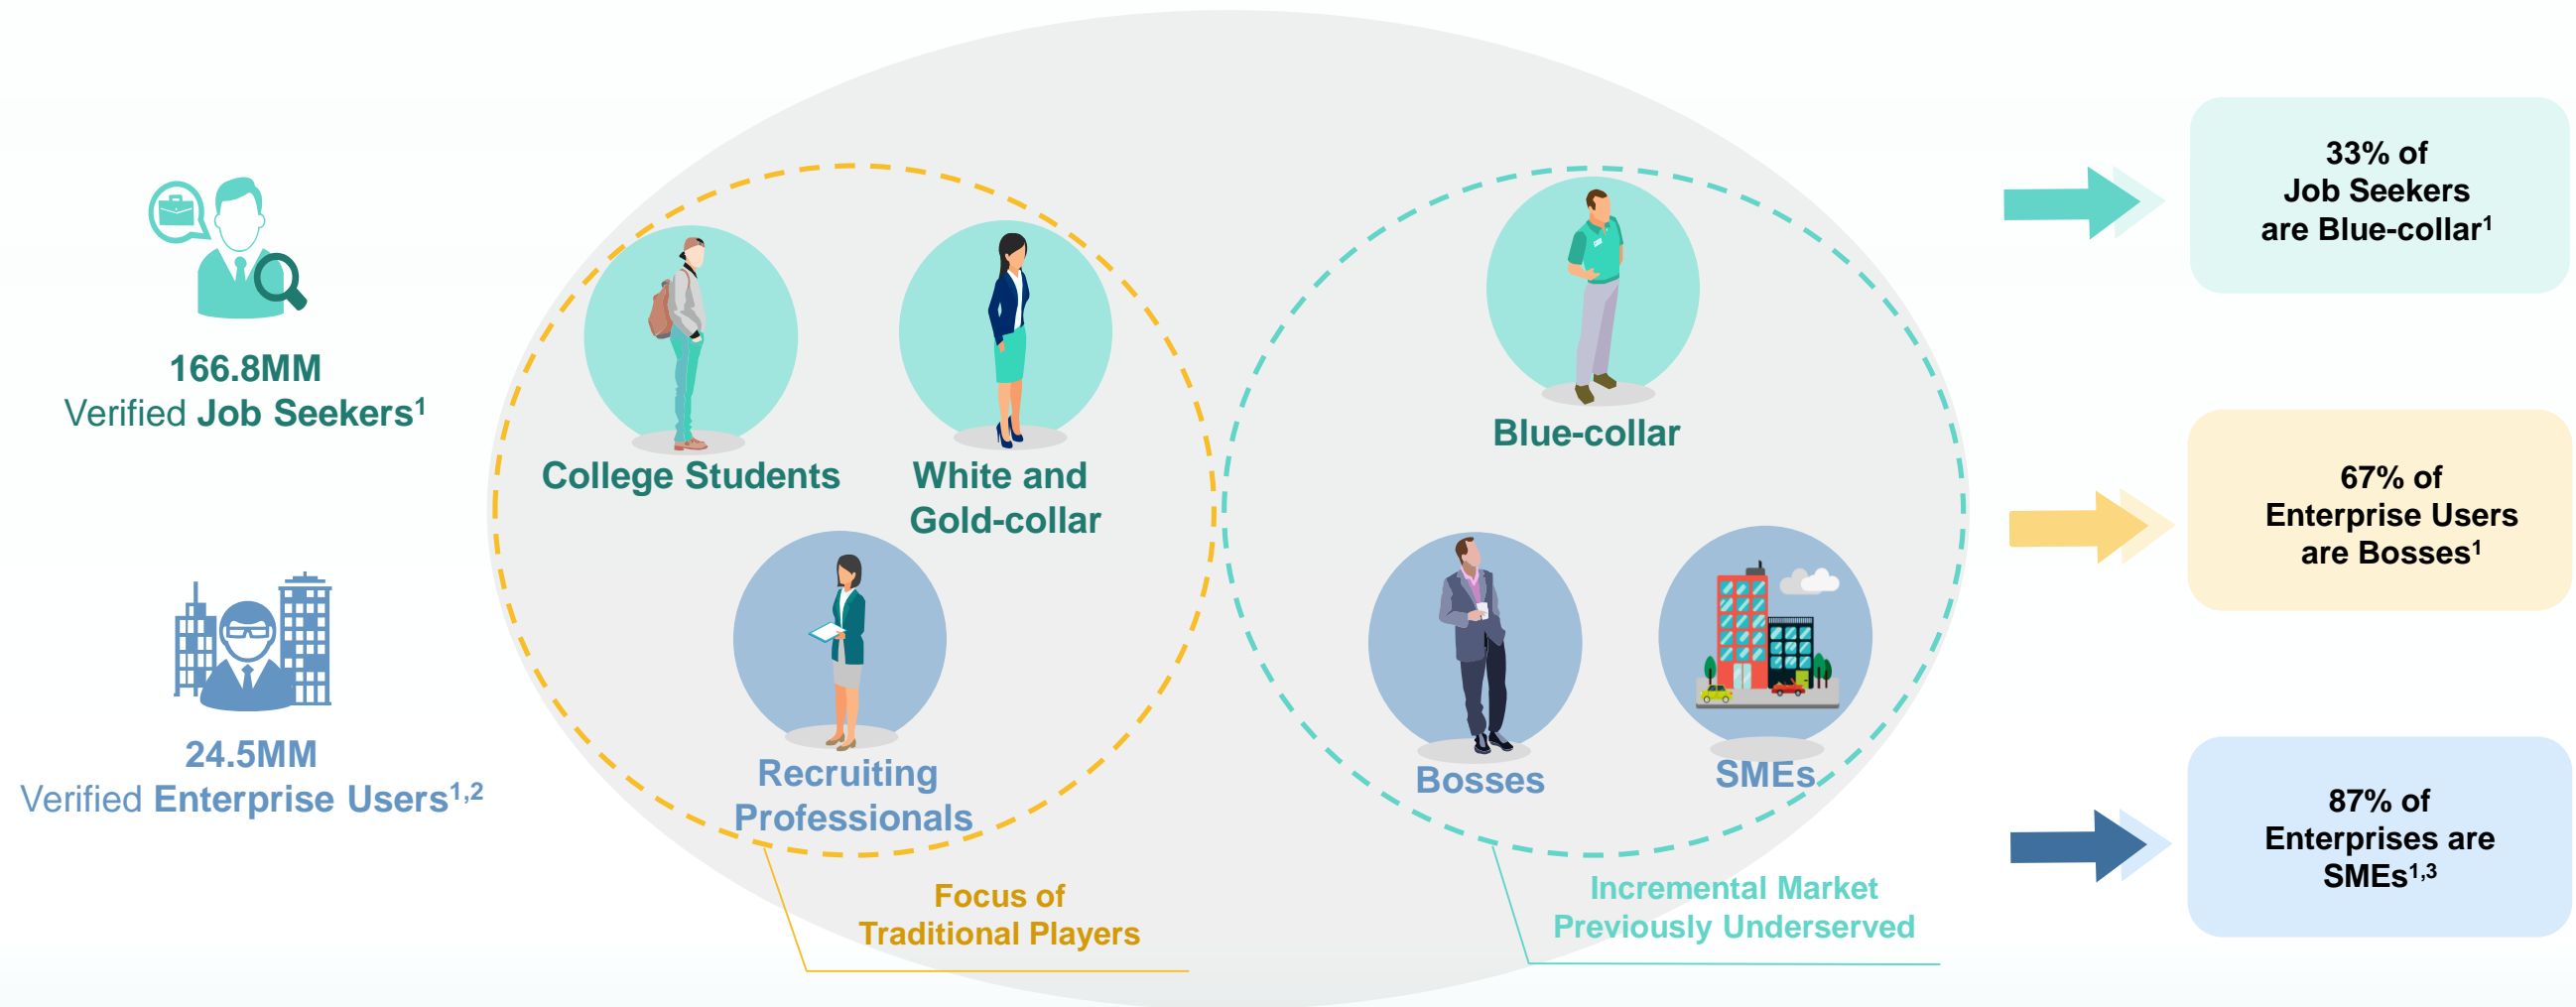 166.8MM
Verified Job Seekers¹
24.5MM
Verified Enterprise Users¹,²
College Students
White and
Gold-collar
Recruiting
Professionals
Focus of
Traditional Players
Blue-collar
Bosses
SMEs
Incremental Market
Previously Underserved
33% of
Job Seekers
are Blue-collar¹
67% of
Enterprise Users
are Bosses¹
87% of
Enterprises are
SMEs¹,³